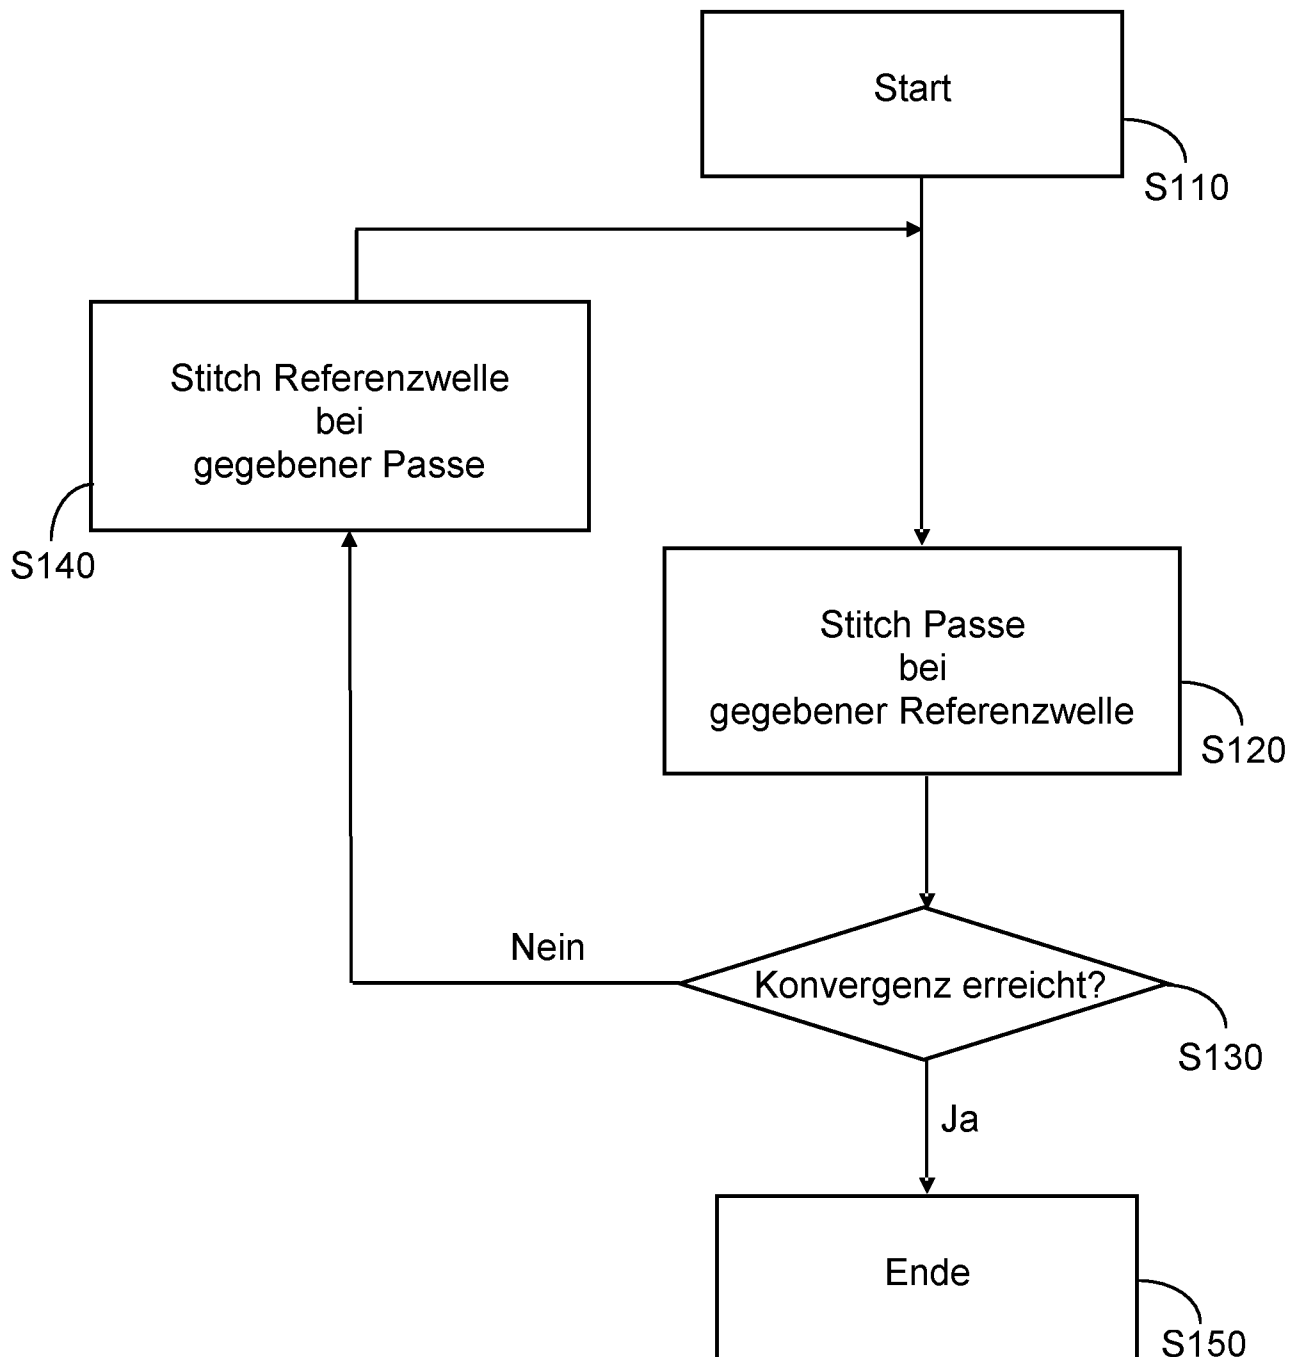 Start
S110
Stitch Referenzwelle
bei
gegebener Passe
S140
Stitch Passe
bei
gegebener Referenzwelle
S120
Nein
Konvergenz erreicht?
S130
Ja
Ende
S150